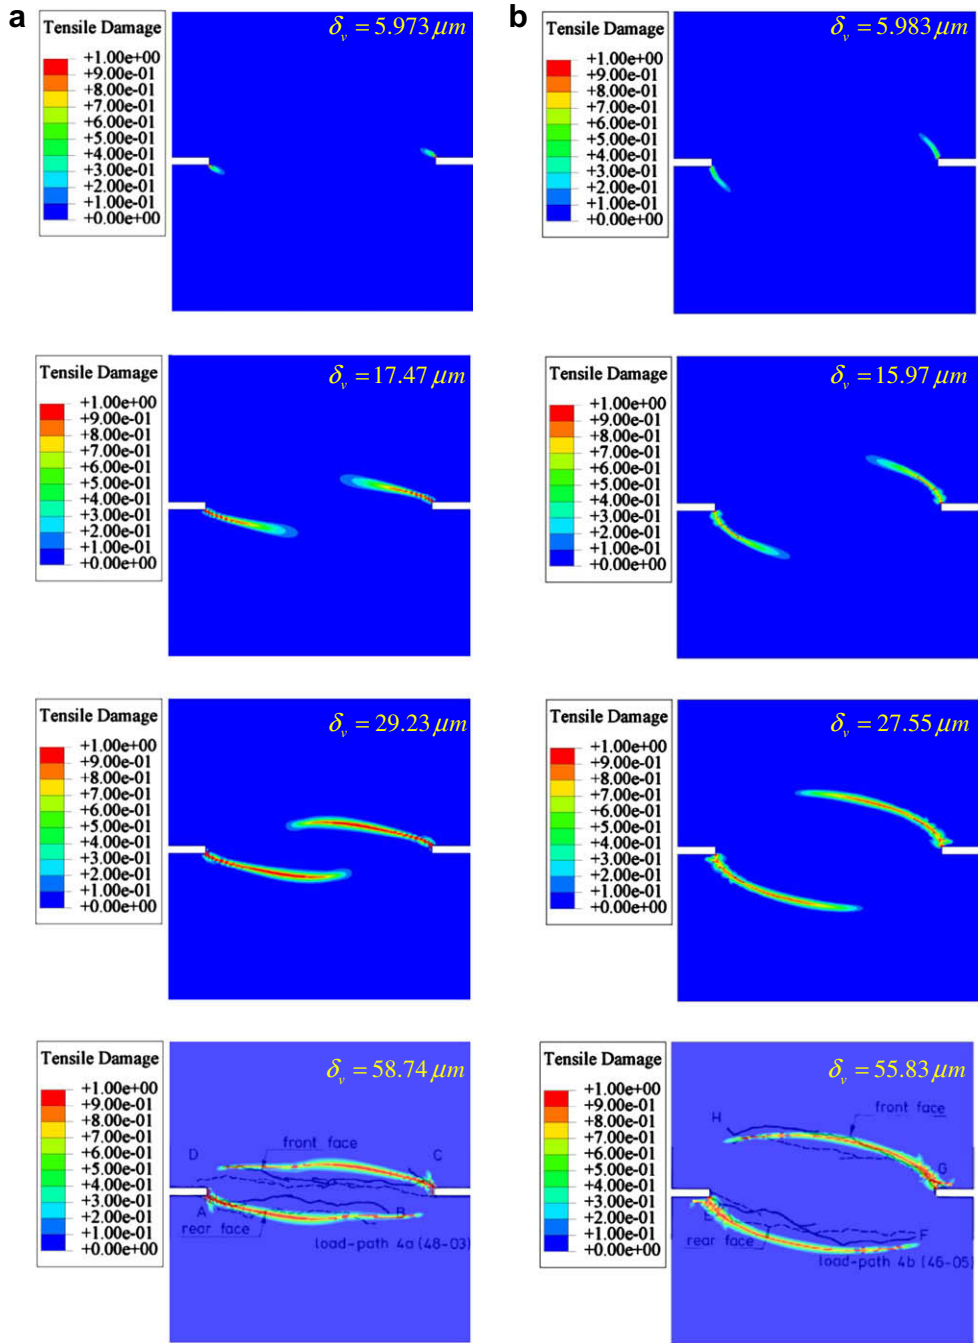 a
Tensile Damage
+1.00e+00
+9.00e-01
+8.00e-01
+7.00e-01
+6.00e-01
+5.00e-01
+4.00e-01
+3.00e-01
+2.00e-01
+1.00e-01
+0.00e+00
δv = 5.973 μm
b
Tensile Damage
+1.00e+00
+9.00e-01
+8.00e-01
+7.00e-01
+6.00e-01
+5.00e-01
+4.00e-01
+3.00e-01
+2.00e-01
+1.00e-01
+0.00e+00
δv = 5.983 μm
Tensile Damage
+1.00e+00
+9.00e-01
+8.00e-01
+7.00e-01
+6.00e-01
+5.00e-01
+4.00e-01
+3.00e-01
+2.00e-01
+1.00e-01
+0.00e+00
δv = 17.47 μm
Tensile Damage
+1.00e+00
+9.00e-01
+8.00e-01
+7.00e-01
+6.00e-01
+5.00e-01
+4.00e-01
+3.00e-01
+2.00e-01
+1.00e-01
+0.00e+00
δv = 15.97 μm
Tensile Damage
+1.00e+00
+9.00e-01
+8.00e-01
+7.00e-01
+6.00e-01
+5.00e-01
+4.00e-01
+3.00e-01
+2.00e-01
+1.00e-01
+0.00e+00
δv = 29.23 μm
Tensile Damage
+1.00e+00
+9.00e-01
+8.00e-01
+7.00e-01
+6.00e-01
+5.00e-01
+4.00e-01
+3.00e-01
+2.00e-01
+1.00e-01
+0.00e+00
δv = 27.55 μm
Tensile Damage
+1.00e+00
+9.00e-01
+8.00e-01
+7.00e-01
+6.00e-01
+5.00e-01
+4.00e-01
+3.00e-01
+2.00e-01
+1.00e-01
+0.00e+00
δv = 58.74 μm
front face
D
C
A
B
rear face
load-path 4a (48-03)
Tensile Damage
+1.00e+00
+9.00e-01
+8.00e-01
+7.00e-01
+6.00e-01
+5.00e-01
+4.00e-01
+3.00e-01
+2.00e-01
+1.00e-01
+0.00e+00
δv = 55.83 μm
front face
H
G
E
F
rear face
load-path 4b (46-05)